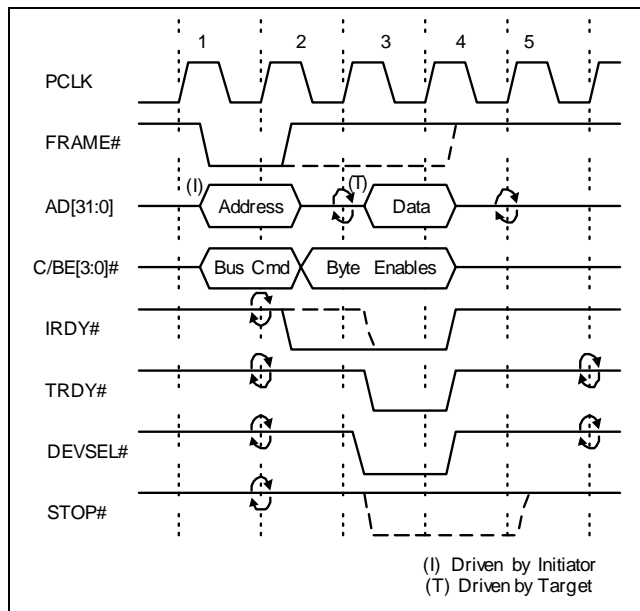 1 2 3 4 5
PCLK
FRAME#
AD[31:0] (I) Address (T) Data
C/BE[3:0]# Bus Cmd Byte Enables
IRDY#
TRDY#
DEVSEL#
STOP#
(I) Driven by Initiator
(T) Driven by Target